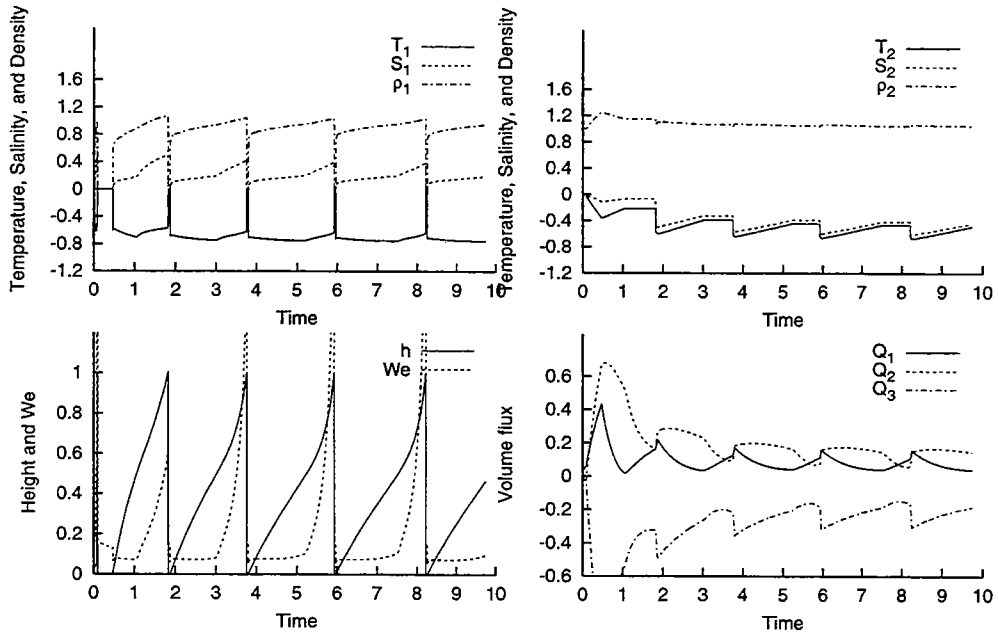 Temperature, Salinity, and Density
T1
S1
ρ1
1.6
1.2
0.8
0.4
0
-0.4
-0.8
-1.2
0 1 2 3 4 5 6 7 8 9 10
Time
Temperature, Salinity, and Density
T2
S2
ρ2
1.6
1.2
0.8
0.4
0
-0.4
-0.8
-1.2
0 1 2 3 4 5 6 7 8 9 10
Time
Height and We
h
We
1
0.8
0.6
0.4
0.2
0
0 1 2 3 4 5 6 7 8 9 10
Time
Volume flux
Q1
Q2
Q3
0.6
0.4
0.2
0
-0.2
-0.4
-0.6
0 1 2 3 4 5 6 7 8 9 10
Time